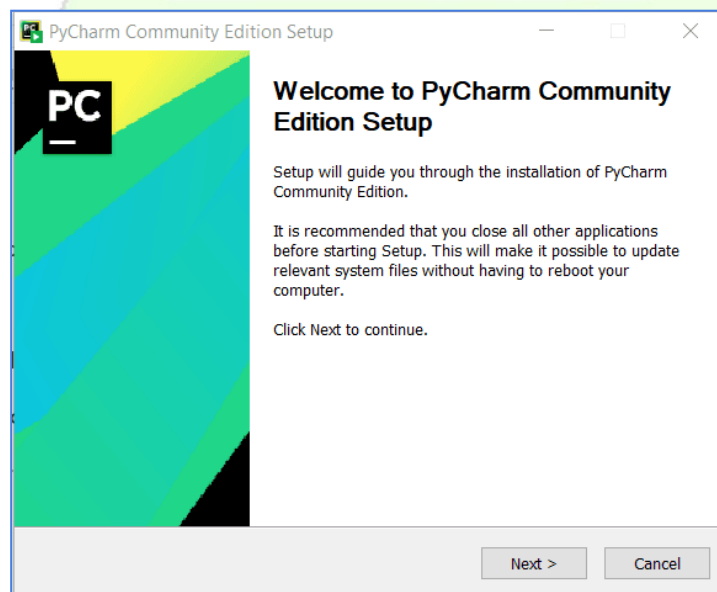 PyCharm Community Edition Setup
PC
Welcome to PyCharm Community
Edition Setup
Setup will guide you through the installation of PyCharm
Community Edition.
It is recommended that you close all other applications
before starting Setup. This will make it possible to update
relevant system files without having to reboot your
computer.
Click Next to continue.
Next >
Cancel